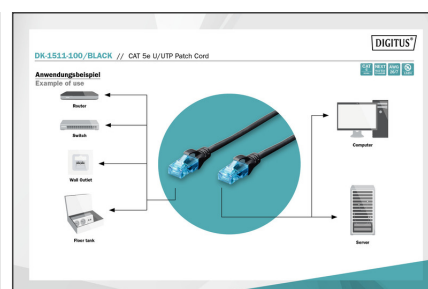 DIGITUS®
DK-1511-100/BLACK // CAT 5e U/UTP Patch Cord
Anwendungsbeispiel
Example of use
Router
Switch
Wall Outlet
Floor tank
Computer
Server